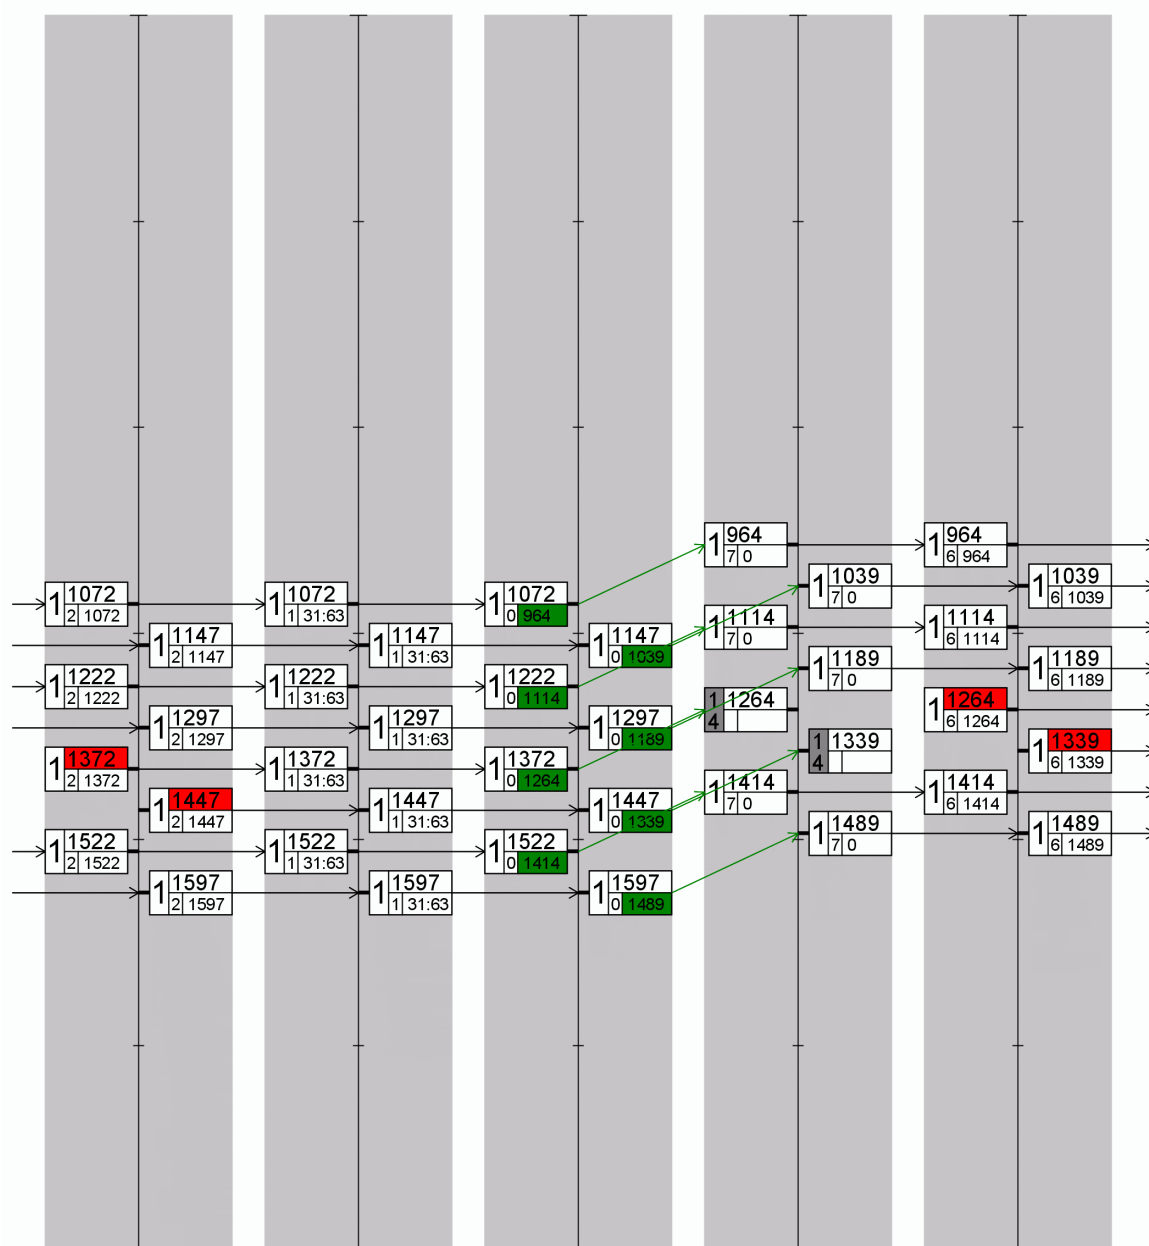 1 964 7 0
1 964 6 964
1 1039 7 0
1 1039 6 1039
1 1072 2 1072
1 1072 1 31:63
1 1072 0 964
1 1114 7 0
1 1114 6 1114
1 1147 2 1147
1 1147 1 31:63
1 1147 0 1039
1 1189 7 0
1 1189 6 1189
1 1222 2 1222
1 1222 1 31:63
1 1222 0 1114
1 1264 4
1 1264 6 1264
1 1297 2 1297
1 1297 1 31:63
1 1297 0 1189
1 1339 4
1 1339 6 1339
1 1372 2 1372
1 1372 1 31:63
1 1372 0 1264
1 1414 7 0
1 1414 6 1414
1 1447 2 1447
1 1447 1 31:63
1 1447 0 1339
1 1489 7 0
1 1489 6 1489
1 1522 2 1522
1 1522 1 31:63
1 1522 0 1414
1 1597 2 1597
1 1597 1 31:63
1 1597 0 1489